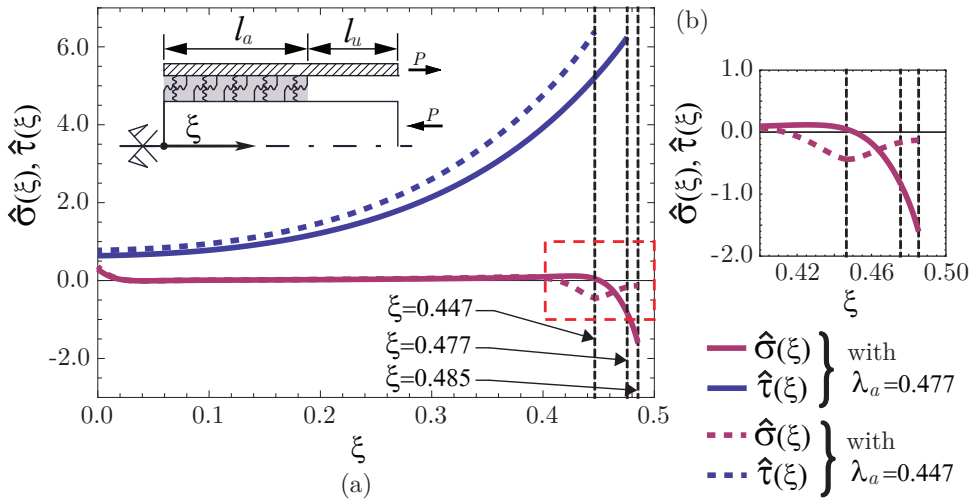 (b)
l_a
l_u
P
P
ξ
6.0
4.0
2.0
0.0
-2.0
σ̂(ξ), τ̂(ξ)
ξ=0.447
ξ=0.477
ξ=0.485
0.0 0.1 0.2 0.3 0.4 0.5
ξ
(a)
1.0
0.0
-1.0
-2.0
σ̂(ξ), τ̂(ξ)
0.42 0.46 0.50
ξ
σ̂(ξ)
τ̂(ξ)
with
λ_a=0.477
σ̂(ξ)
τ̂(ξ)
with
λ_a=0.447